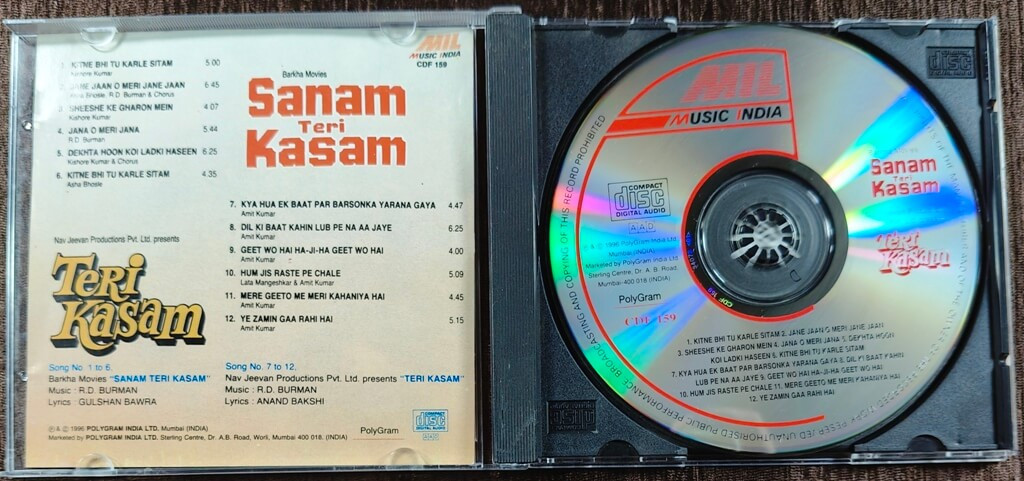 MIL
MUSIC INDIA
CDF 159
1. KITNE BHI TU KARLE SITAM 5.00
Kishore Kumar
2. JANE JAAN O MERI JANE JAAN 6.45
Asha Bhosle, R.D. Burman & Chorus
3. SHEESHE KE GHARON MEIN 4.07
Kishore Kumar
4. JANA O MERI JANA 5.44
R.D. Burman
5. DEKHTA HOON KOI LADKI HASEEN 6.25
Kishore Kumar & Chorus
6. KITNE BHI TU KARLE SITAM 4.35
Asha Bhosle
Barkha Movies
Sanam
Teri
Kasam
7. KYA HUA EK BAAT PAR BARSONKA YARANA GAYA 4.47
Amit Kumar
8. DIL KI BAAT KAHIN LUB PE NA AA JAYE 6.25
Amit Kumar
9. GEET WO HAI HA-JI-HA GEET WO HAI 4.00
Amit Kumar
10. HUM JIS RASTE PE CHALE 5.09
Lata Mangeshkar & Amit Kumar
11. MERE GEETO ME MERI KAHANIYA HAI 4.45
Amit Kumar
12. YE ZAMIN GAA RAHI HAI 5.15
Amit Kumar
Nav Jeevan Productions Pvt. Ltd. presents
TERI
KASAM
Song No. 1 to 6,
Barkha Movies "SANAM TERI KASAM"
Music : R.D. BURMAN
Lyrics : GULSHAN BAWRA
Song No. 7 to 12,
Nav Jeevan Productions Pvt. Ltd. presents "TERI KASAM"
Music : R.D. BURMAN
Lyrics : ANAND BAKSHI
℗ & © 1996 POLYGRAM INDIA LTD., Mumbai (INDIA)
Marketed by POLYGRAM INDIA LTD., Sterling Centre, Dr. A.B. Road, Worli, Mumbai 400 018. (INDIA)
PolyGram
COMPACT
disc
DIGITAL AUDIO
AAD
MIL
MUSIC INDIA
Sanam
Teri
Kasam
TERI
KASAM
COMPACT
disc
DIGITAL AUDIO
AAD
℗ & © 1996 PolyGram India Ltd.
Mumbai (INDIA)
Marketed by PolyGram India Ltd.
Sterling Centre, Dr. A. B. Road,
Mumbai 400 018 (INDIA)
PolyGram
CDF 159
1. KITNE BHI TU KARLE SITAM 2. JANE JAAN O MERI JANE JAAN
3. SHEESHE KE GHARON MEIN 4. JANA O MERI JANA 5. DEKHTA HOON
KOI LADKI HASEEN 6. KITNE BHI TU KARLE SITAM
7. KYA HUA EK BAAT PAR BARSONKA YARANA GAYA 8. DIL KI BAAT KAHIN
LUB PE NA AA JAYE 9. GEET WO HAI HA-JI-HA GEET WO HAI
10. HUM JIS RASTE PE CHALE 11. MERE GEETO ME MERI KAHANIYA HAI
12. YE ZAMIN GAA RAHI HAI
UNAUTHORISED PUBLIC PERFORMANCE BROADCASTING AND COPYING OF THIS RECORD PROHIBITED